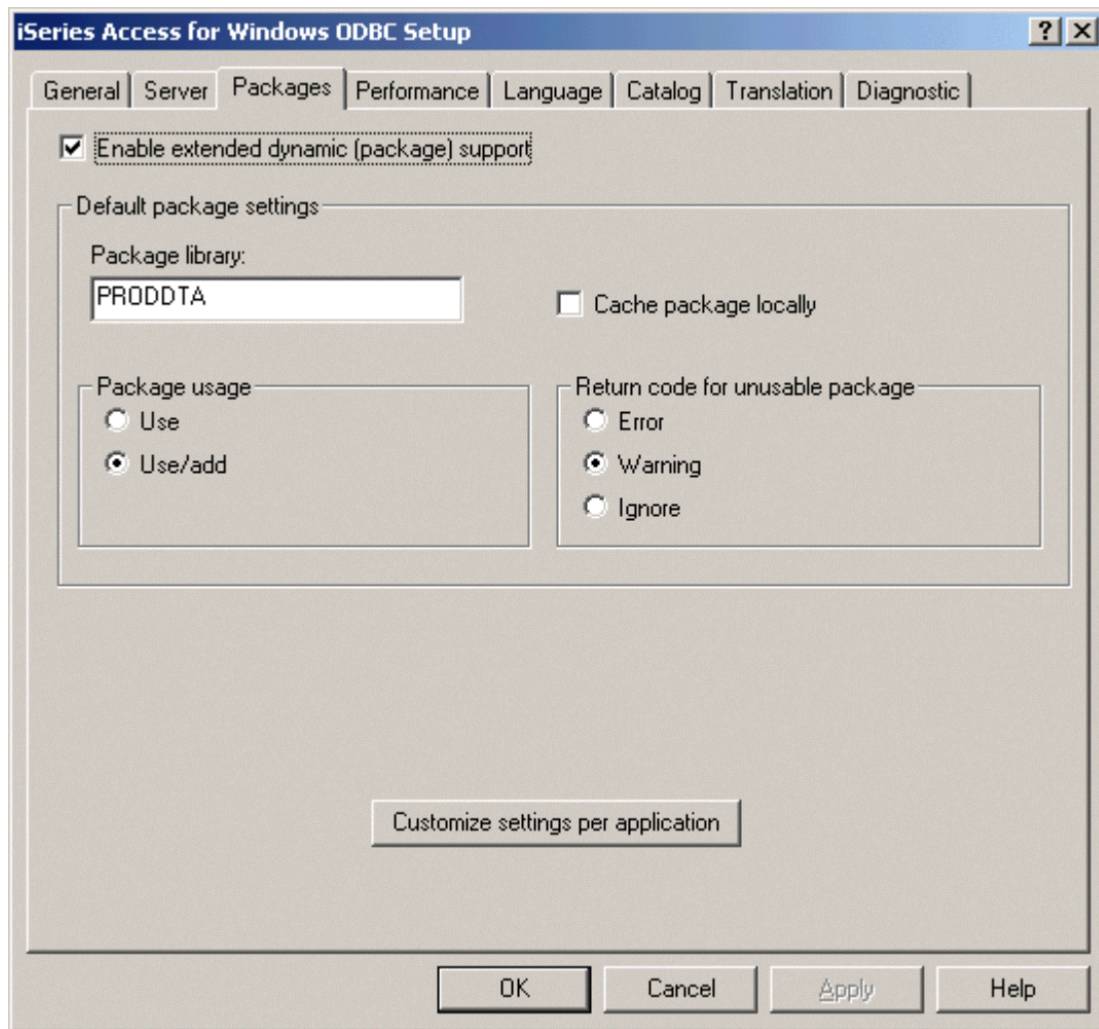 iSeries Access for Windows ODBC Setup
General Server Packages Performance Language Catalog Translation Diagnostic
Enable extended dynamic (package) support
Default package settings
Package library:
PRODDTA
Cache package locally
Package usage
Use
Use/add
Return code for unusable package
Error
Warning
Ignore
Customize settings per application
OK Cancel Apply Help